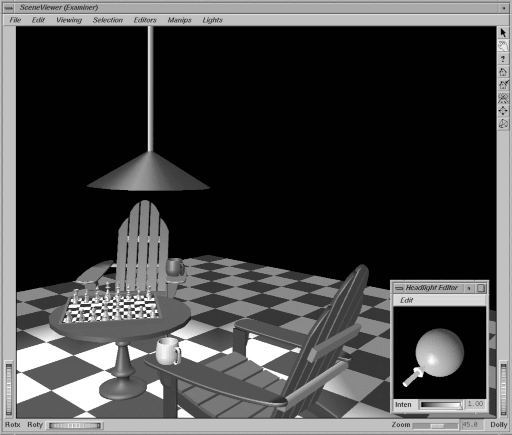 SceneViewer (Examiner)
File Edit Viewing Selection Editors Manips Lights
?
Headlight Editor
Edit
Inten 1.00
Rotx Roty Zoom 45.0 Dolly